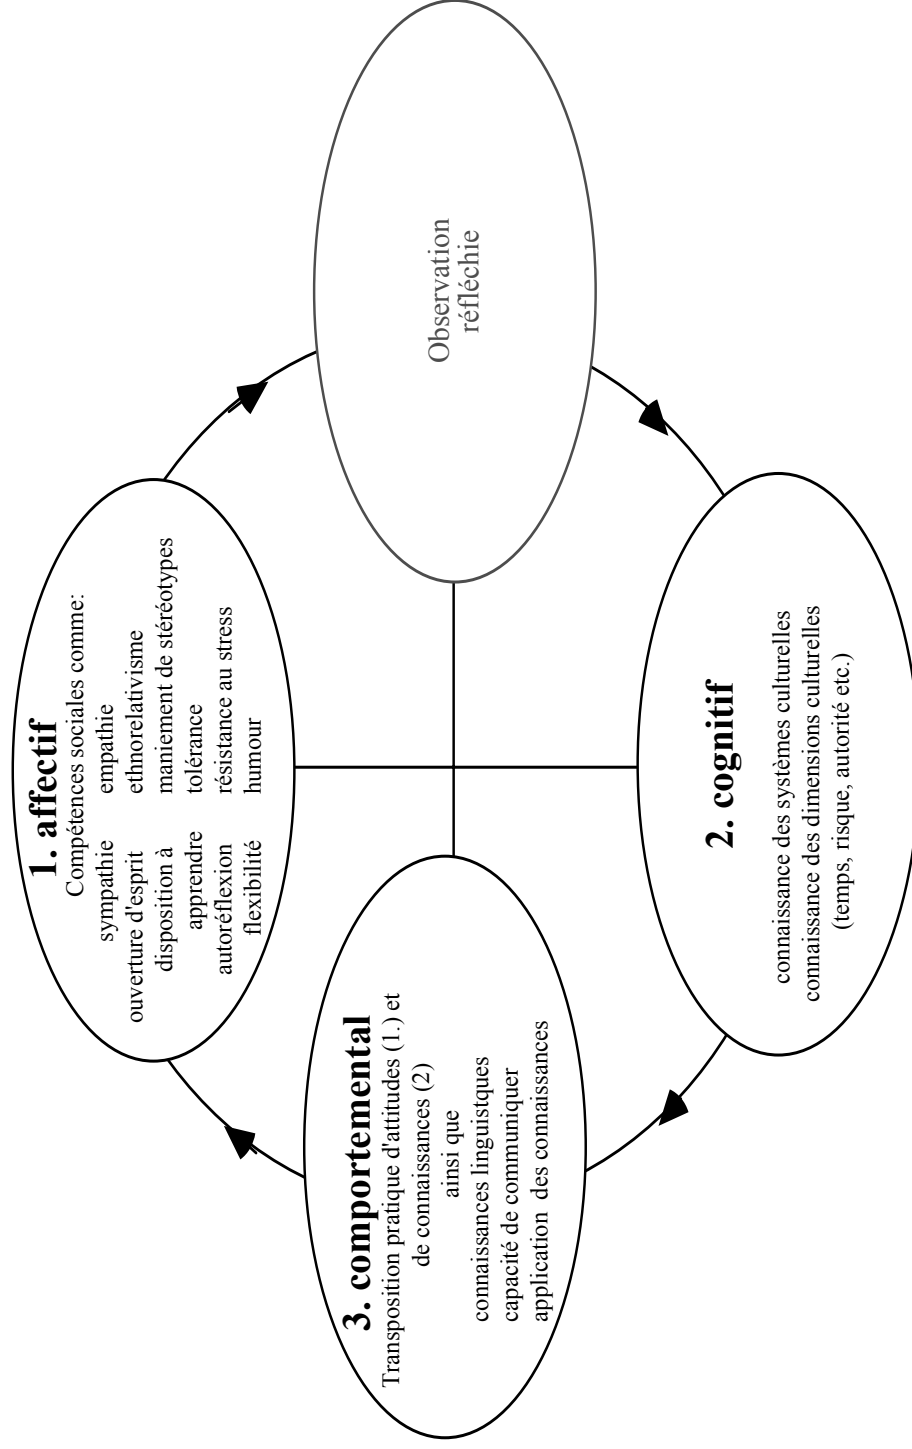 1. affectif
Compétences sociales comme:
sympathie empathie
ouverture d'esprit ethnorelativisme
disposition à maniement de stéréotypes
apprendre tolérance
autoréflexion résistance au stress
flexibilité humour
Observation
réfléchie
2. cognitif
connaissance des systèmes culturelles
connaissance des dimensions culturelles
(temps, risque, autorité etc.)
3. comportemental
Transposition pratique d'attitudes (1.) et
de connaissances (2)
ainsi que
connaissances linguistques
capacité de communiquer
application des connaissances